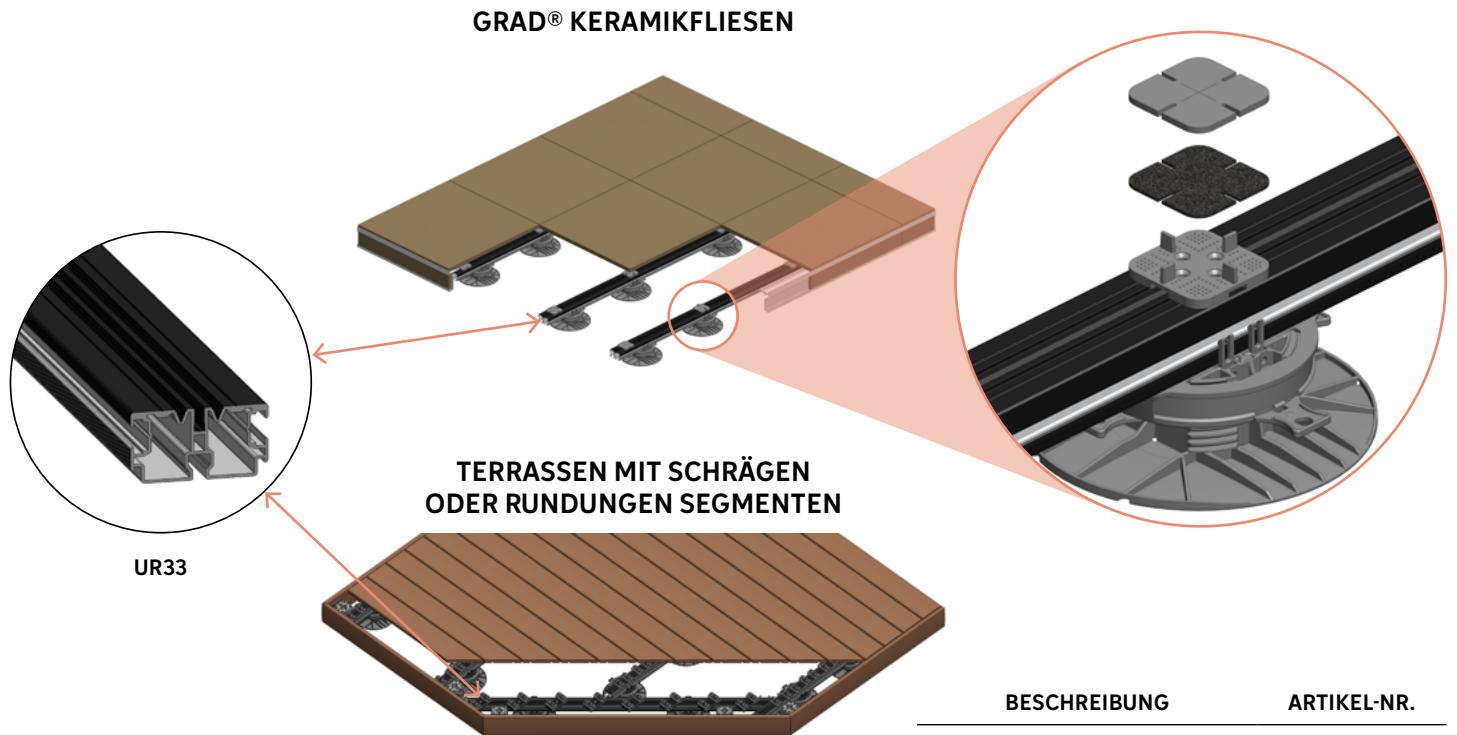 GRAD® KERAMIKFLIESEN
UR33
TERRASSEN MIT SCHRÄGEN
ODER RUNDUNGEN SEGMENTEN
BESCHREIBUNG ARTIKEL-NR.